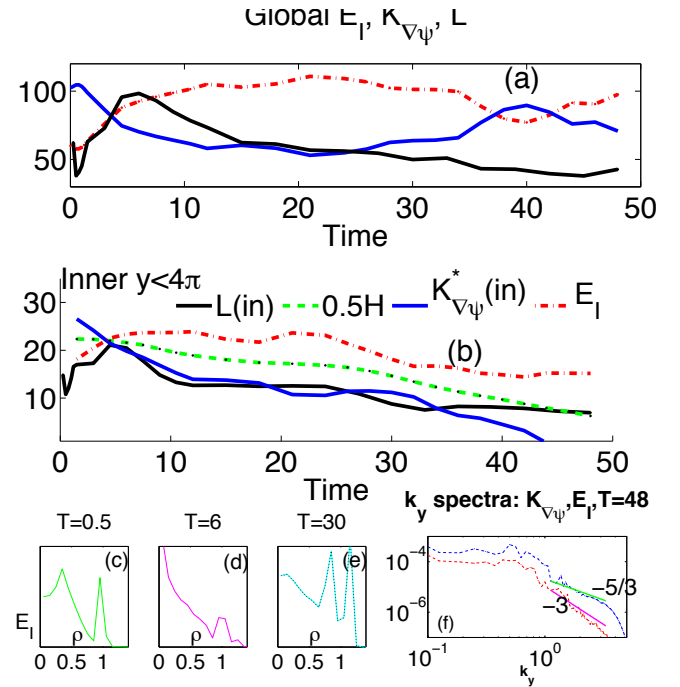 Global E_I, K_∇ψ, L
(a)
100
50
0 10 20 30 40 50
Time
Inner y<4π
L(in) 0.5H K*_∇ψ(in) E_I
(b)
30
20
10
0 10 20 30 40 50
Time
k_y spectra: K_∇ψ,E_I,T=48
T=0.5 T=6 T=30
(c) (d) (e)
10^-4
10^-6
-5/3
-3
(f)
E_I
ρ ρ ρ
0 0.5 1 0 0.5 1 0 0.5 1
10^-1 10^0
k_y